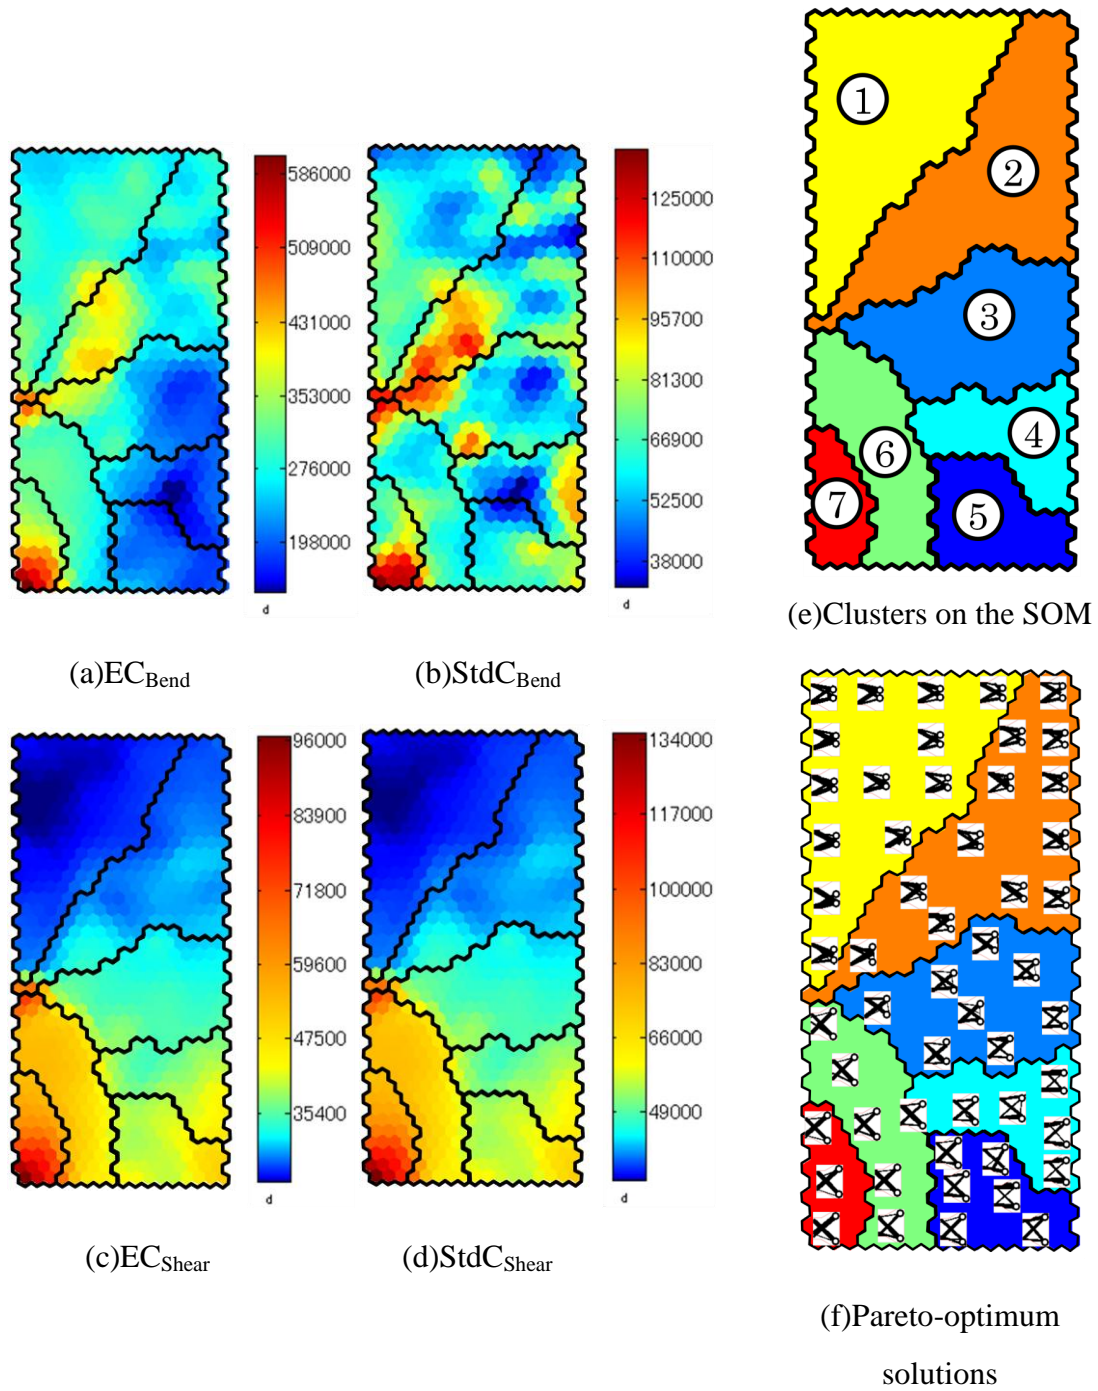 586000
509000
431000
353000
276000
198000
d
(a)EC_Bend
125000
110000
95700
81300
66900
52500
38000
d
(b)StdC_Bend
1
2
3
4
5
6
7
(e)Clusters on the SOM
96000
83900
71800
59600
47500
35400
d
(c)EC_Shear
134000
117000
100000
83000
66000
49000
d
(d)StdC_Shear
(f)Pareto-optimum
solutions